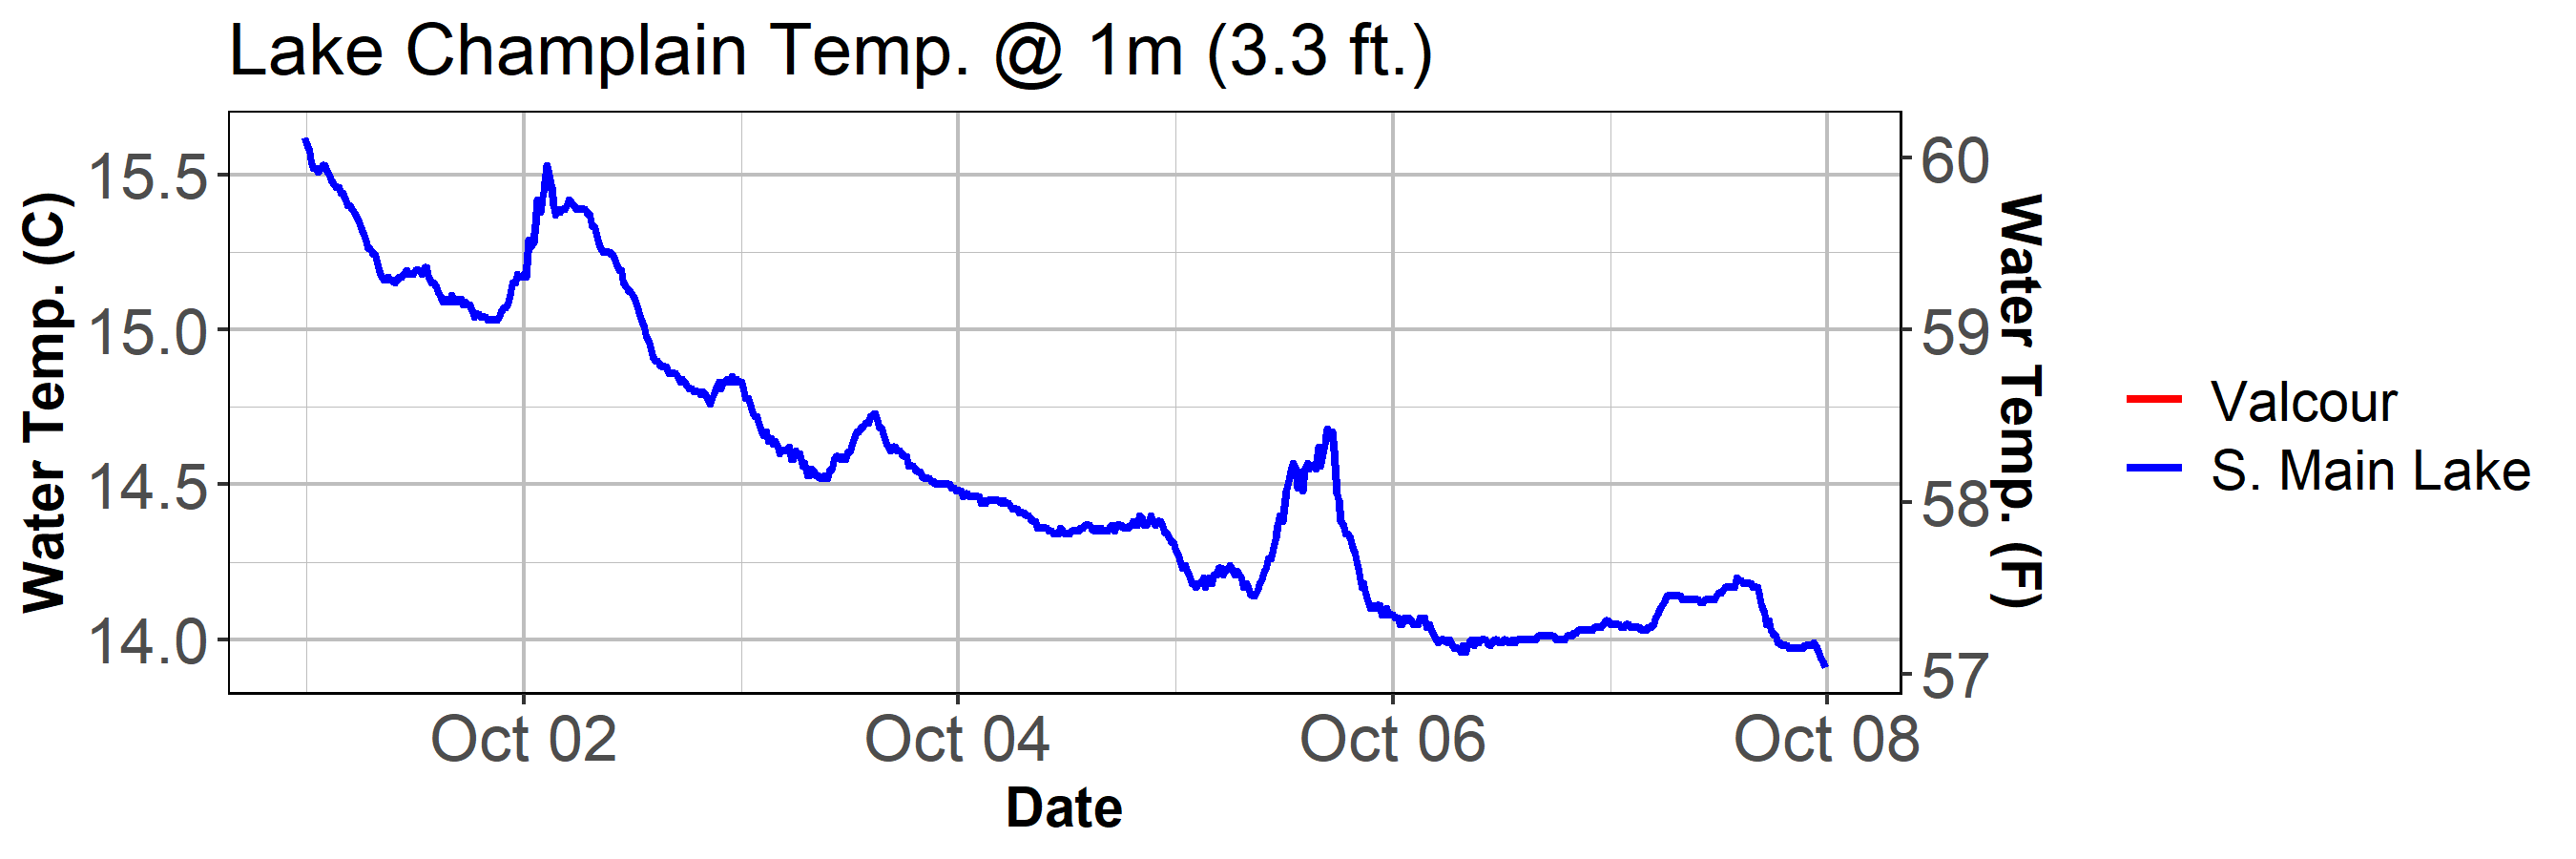 Lake Champlain Temp. @ 1m (3.3 ft.)
Water Temp. (C)
15.5
15.0
14.5
14.0
60
59
58
57
Water Temp. (F)
Oct 02
Oct 04
Oct 06
Oct 08
Date
Valcour
S. Main Lake